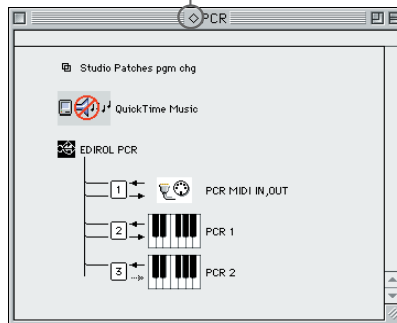 ◇PCR
Studio Patches pgm chg
QuickTime Music
EDIROL PCR
1 PCR MIDI IN,OUT
2 PCR 1
3 PCR 2